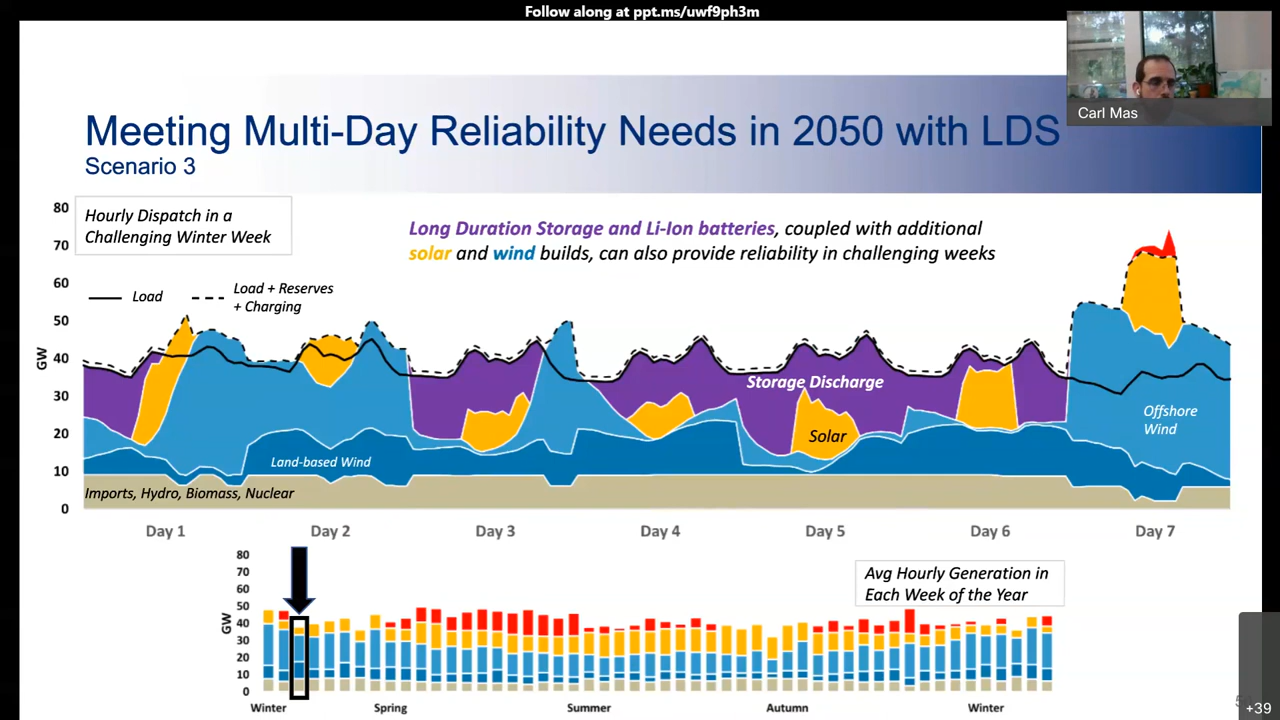 Follow along at ppt.ms/uwf9ph3m
Carl Mas
Meeting Multi-Day Reliability Needs in 2050 with LDS
Scenario 3
Hourly Dispatch in a
Challenging Winter Week
Long Duration Storage and Li-Ion batteries, coupled with additional
solar and wind builds, can also provide reliability in challenging weeks
Load
Load + Reserves
+ Charging
GW
80
70
60
50
40
30
20
10
0
Storage Discharge
Solar
Offshore
Wind
Land-based Wind
Imports, Hydro, Biomass, Nuclear
Day 1 Day 2 Day 3 Day 4 Day 5 Day 6 Day 7
Avg Hourly Generation in
Each Week of the Year
GW
80
70
60
50
40
30
20
10
0
Winter Spring Summer Autumn Winter
+39